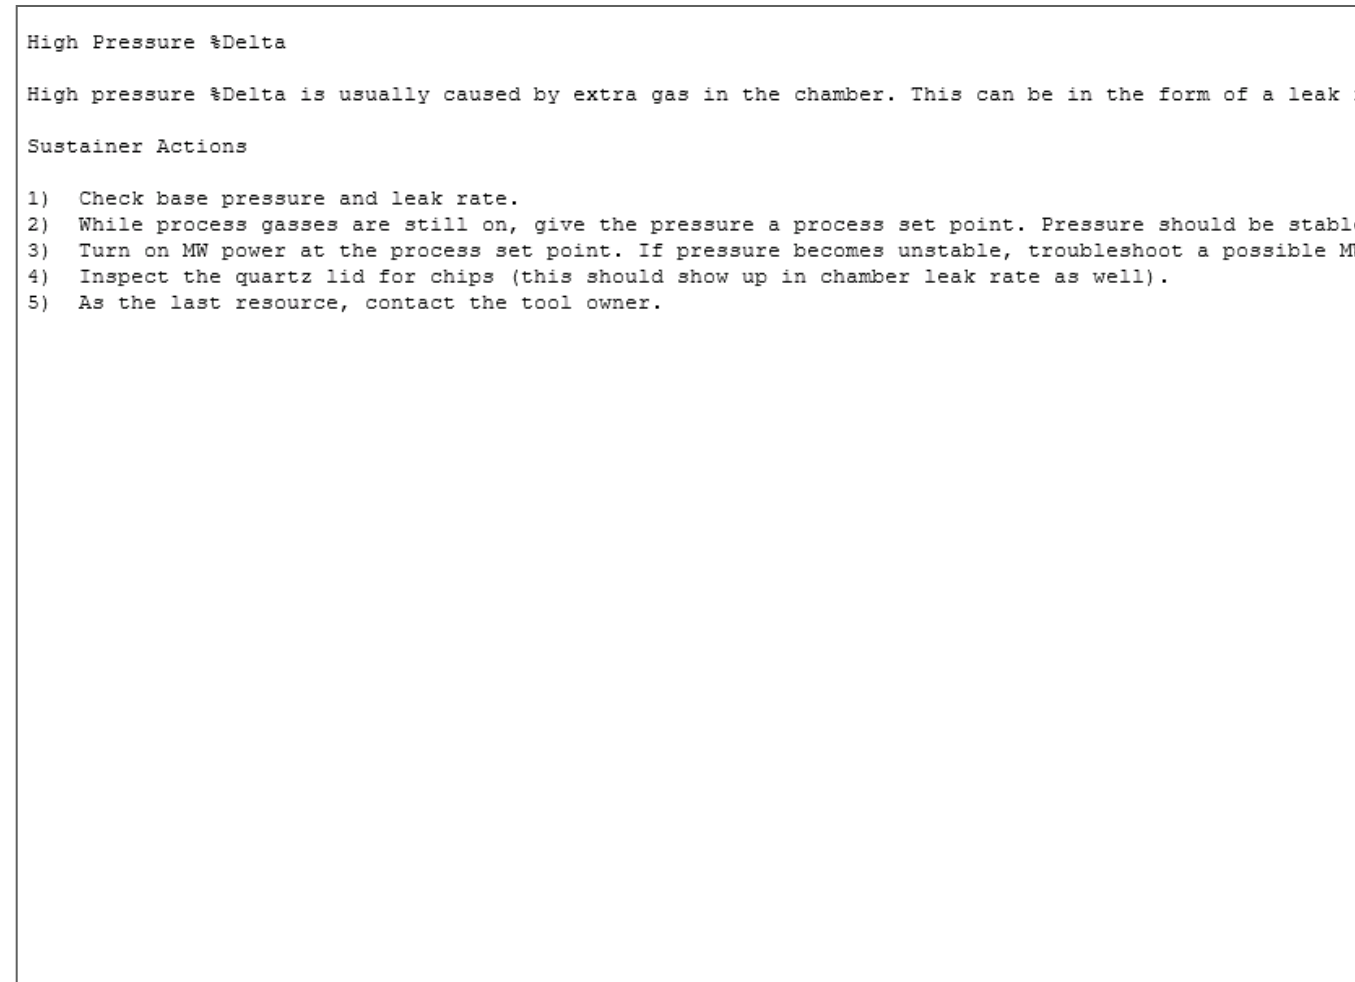 High Pressure %Delta
High pressure %Delta is usually caused by extra gas in the chamber. This can be in the form of a leak
Sustainer Actions
1) Check base pressure and leak rate.
2) While process gasses are still on, give the pressure a process set point. Pressure should be
3) Turn on MW power at the process set point. If pressure becomes unstable, troubleshoot a possible
4) Inspect the quartz lid for chips (this should show up in chamber leak rate as well).
5) As the last resource, contact the tool owner.